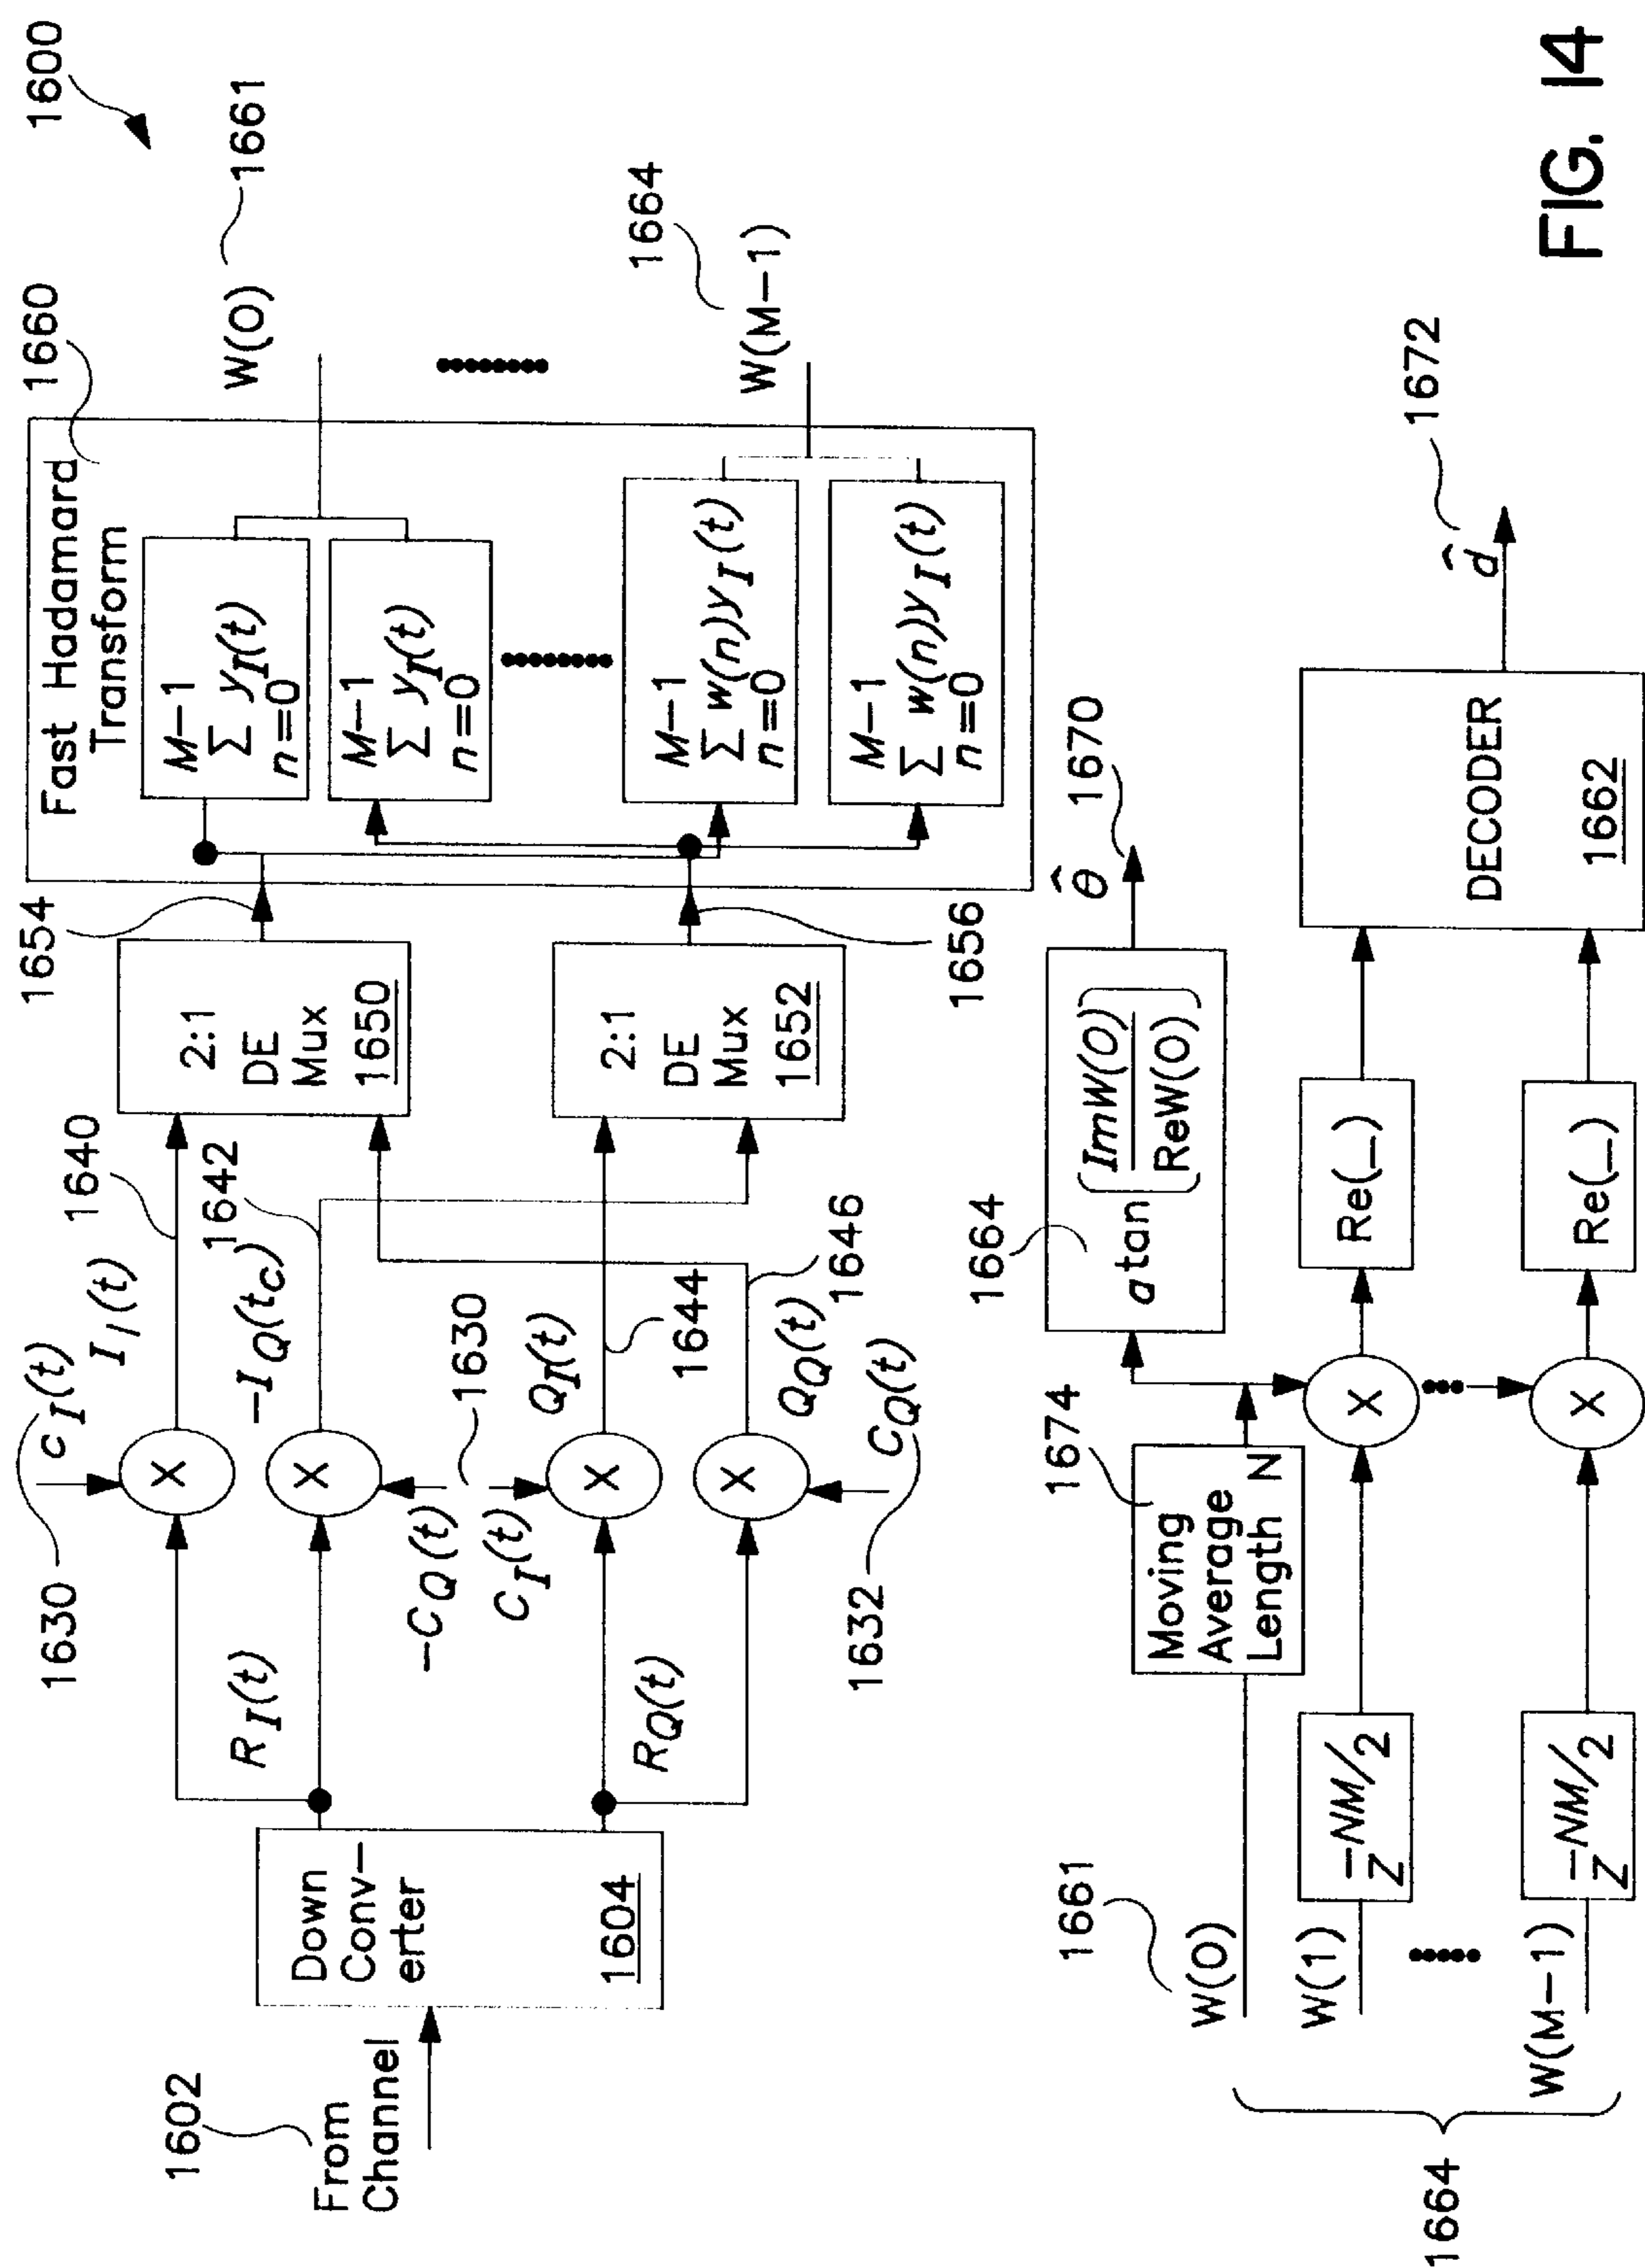 1600
1602
From
Channel
Down
Conv-
erter
1604
R_I(t)
R_Q(t)
1630
c_I(t)
-C_Q(t)
C_I(t)
1630
1632
C_Q(t)
X
X
X
X
I_I(t)
1640
-I_Q(t_C)
1642
Q_I(t)
1644
Q_Q(t)
1646
2:1
DE
Mux
1650
2:1
DE
Mux
1652
1654
1656
Fast Hadamard
Transform
1660
M-1
Σ y_I(t)
n=0
M-1
Σ y_I(t)
n=0
M-1
Σ w(n)y_I(t)
n=0
M-1
Σ w(n)y_I(t)
n=0
W(0)
1661
W(M-1)
1664
1661
W(0)
W(1)
W(M-1)
1664
z^-NM/2
z^-NM/2
Moving
Average
Length N
1674
X
X
1664
atan(ImW(0)/ReW(0))
θ̂
1670
Re(_)
Re(_)
DECODER
1662
d̂
1672
FIG. 14